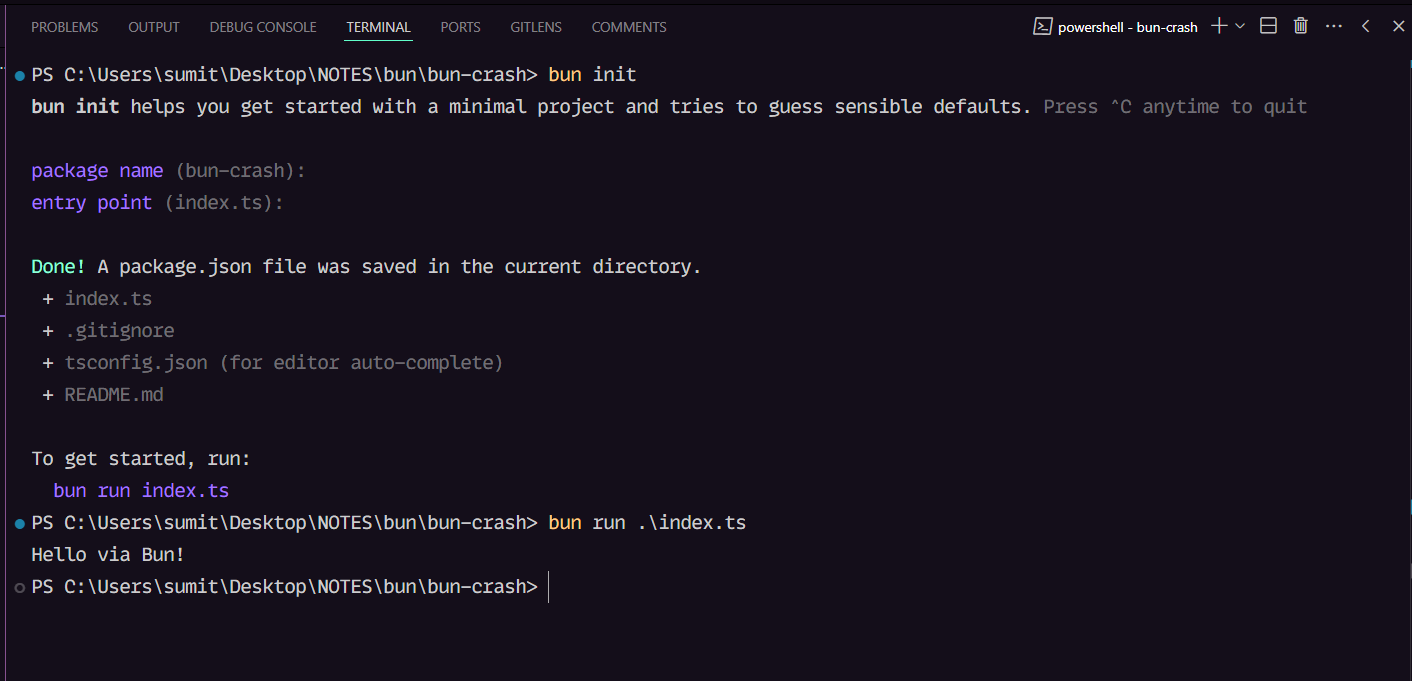 PROBLEMS OUTPUT DEBUG CONSOLE TERMINAL PORTS GITLENS COMMENTS powershell - bun-crash
PS C:\Users\sumit\Desktop\NOTES\bun\bun-crash> bun init
bun init helps you get started with a minimal project and tries to guess sensible defaults. Press ^C anytime to quit
package name (bun-crash):
entry point (index.ts):
Done! A package.json file was saved in the current directory.
+ index.ts
+ .gitignore
+ tsconfig.json (for editor auto-complete)
+ README.md
To get started, run:
bun run index.ts
PS C:\Users\sumit\Desktop\NOTES\bun\bun-crash> bun run .\index.ts
Hello via Bun!
PS C:\Users\sumit\Desktop\NOTES\bun\bun-crash>